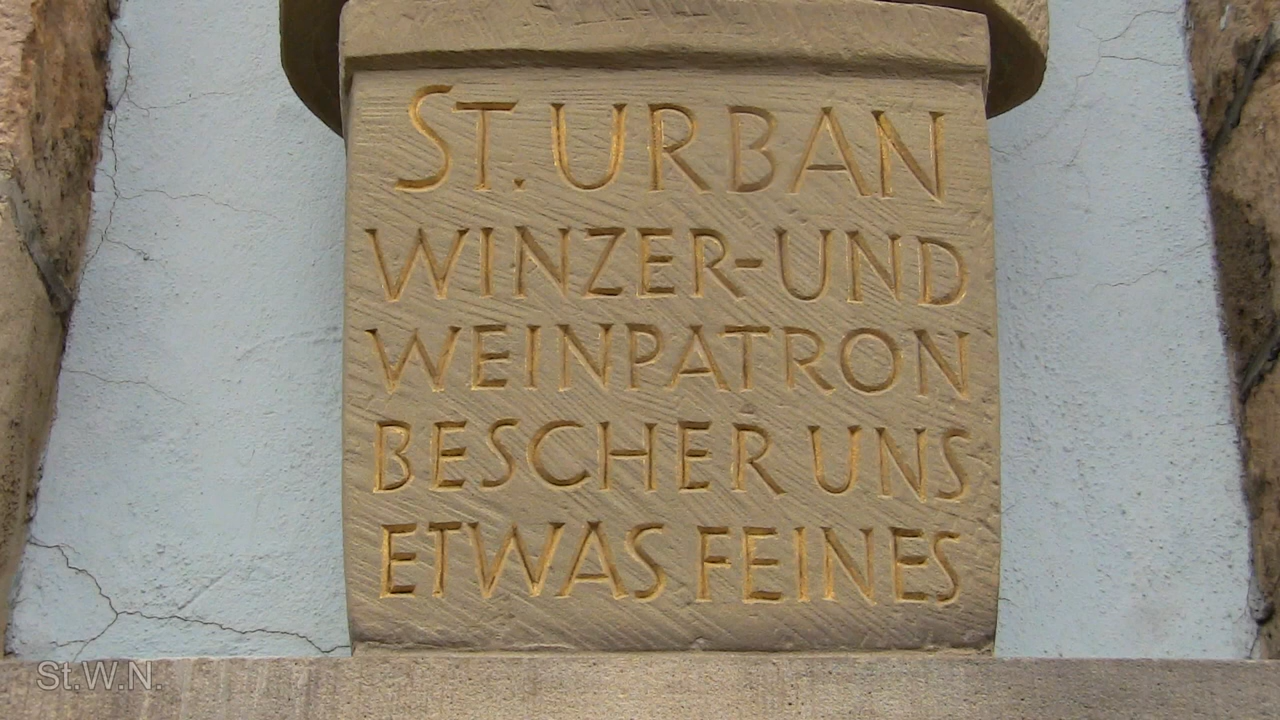 ST. URBAN
WINZER-UND
WEINPATRON
BESCHER UNS
ETWAS FEINES
St.W.N.